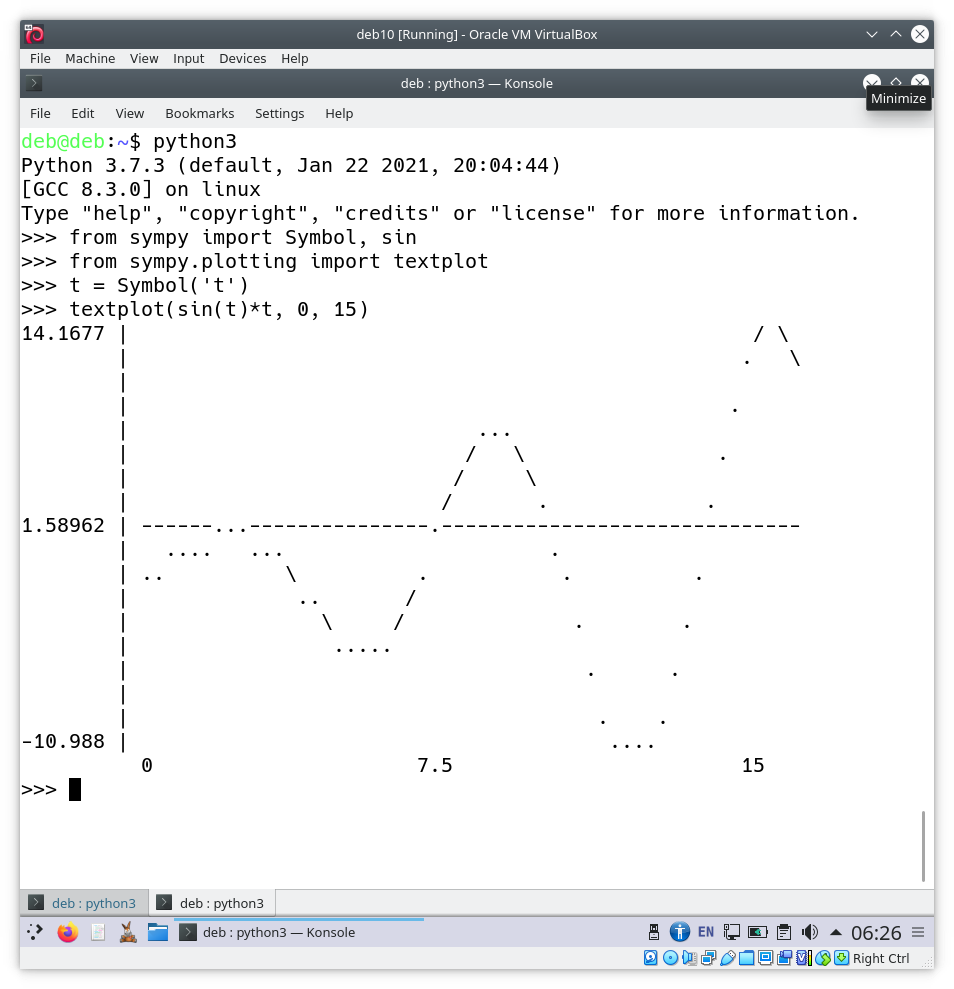 deb10 [Running] - Oracle VM VirtualBox
File Machine View Input Devices Help
deb : python3 — Konsole
Minimize
File Edit View Bookmarks Settings Help
deb@deb:~$ python3
Python 3.7.3 (default, Jan 22 2021, 20:04:44)
[GCC 8.3.0] on linux
Type "help", "copyright", "credits" or "license" for more information.
>>> from sympy import Symbol, sin
>>> from sympy.plotting import textplot
>>> t = Symbol('t')
>>> textplot(sin(t)*t, 0, 15)
14.1677 |                                                    / \
        |                                                   .   \
        |
        |                                                  .
        |                             ...
        |                            /   \               .
        |                           /     \
        |                          /       .             .
1.58962 | ------...---------------.------------------------------
        |   ....   ...                      .
        | ..          \          .           .          .
        |              ..       /
        |                \     /              .        .
        |                 .....
        |                                      .      .
        |
        |                                       .    .
-10.988 |                                        ....
          0                      7.5                        15
>>>
deb : python3 deb : python3
deb : python3 — Konsole EN 06:26
Right Ctrl